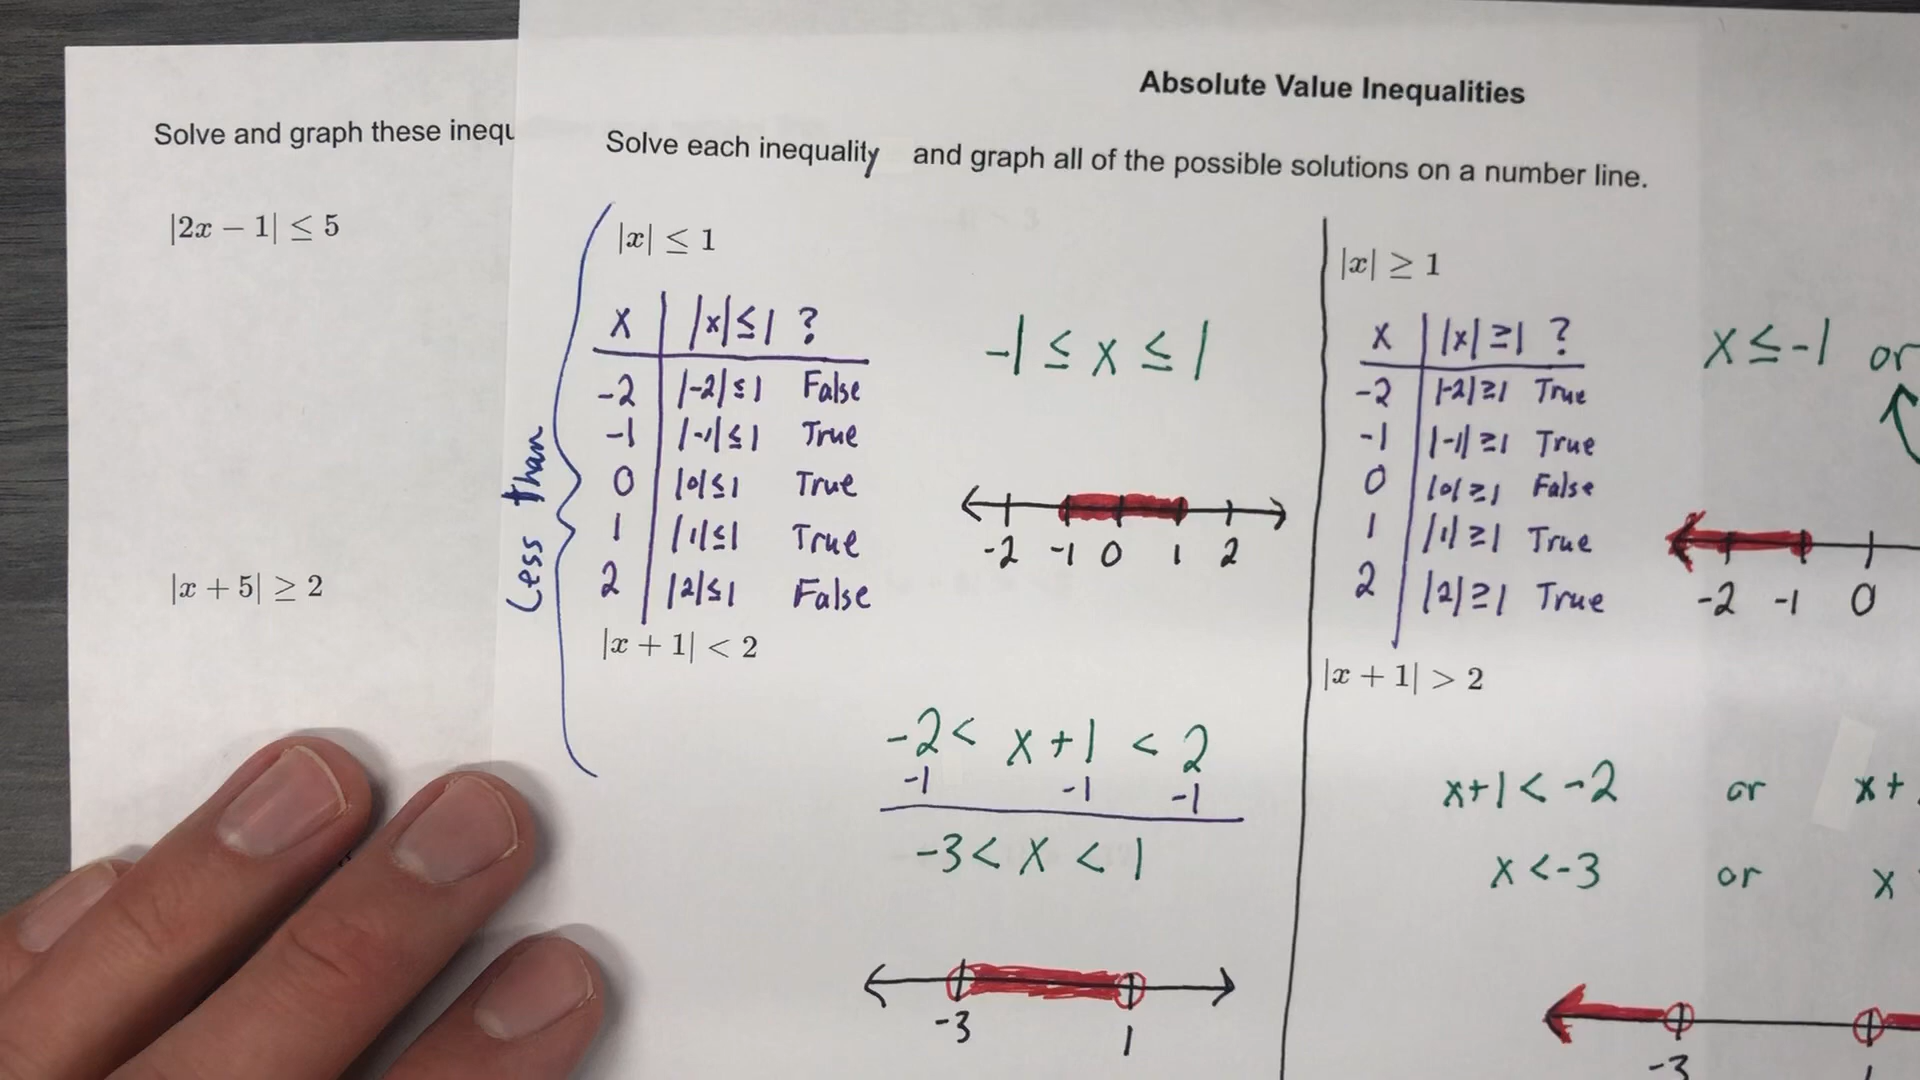 Absolute Value Inequalities
Solve and graph these inequ
Solve each inequality and graph all of the possible solutions on a number line.
|2x − 1| ≤ 5
|x + 5| ≥ 2
Less than
|x| ≤ 1
x |x| ≤ 1 ?
-2 |-2| ≤ 1 False
-1 |-1| ≤ 1 True
0 |0| ≤ 1 True
1 |1| ≤ 1 True
2 |2| ≤ 1 False
-1 ≤ x ≤ 1
-2 -1 0 1 2
|x + 1| < 2
-2 < x + 1 < 2
-1 -1 -1
-3 < x < 1
-3 1
|x| ≥ 1
x |x| ≥ 1 ?
-2 |-2| ≥ 1 True
-1 |-1| ≥ 1 True
0 |0| ≥ 1 False
1 |1| ≥ 1 True
2 |2| ≥ 1 True
x ≤ -1 or
-2 -1 0
|x + 1| > 2
x+1 < -2 or x+
x < -3 or x
-3